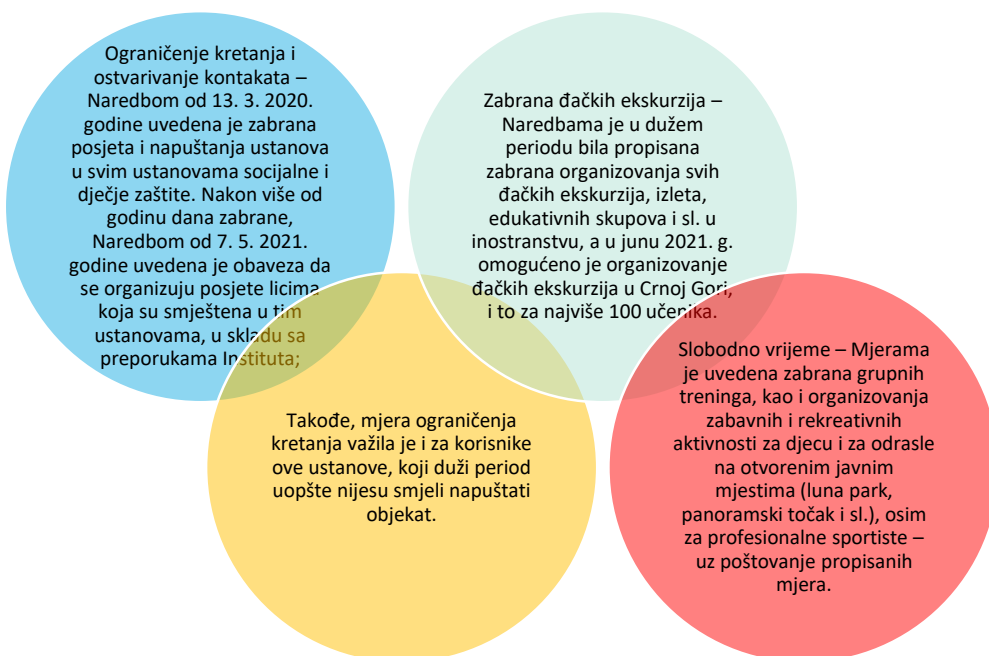 Ograničenje kretanja i
ostvarivanje kontakata –
Naredbom od 13. 3. 2020.
godine uvedena je zabrana
posjeta i napuštanja ustanova
u svim ustanovama socijalne i
dječje zaštite. Nakon više od
godinu dana zabrane,
Naredbom od 7. 5. 2021.
godine uvedena je obaveza da
se organizuju posjete licima
koja su smještena u tim
ustanovama, u skladu sa
preporukama Instituta;
Zabrana đačkih ekskurzija –
Naredbama je u dužem
periodu bila propisana
zabrana organizovanja svih
đačkih ekskurzija, izleta,
edukativnih skupova i sl. u
inostranstvu, a u junu 2021. g.
omogućeno je organizovanje
đačkih ekskurzija u Crnoj Gori,
i to za najviše 100 učenika.
Takođe, mjera ograničenja
kretanja važila je i za korisnike
ove ustanove, koji duži period
uopšte nijesu smjeli napuštati
objekat.
Slobodno vrijeme – Mjerama
je uvedena zabrana grupnih
treninga, kao i organizovanja
zabavnih i rekreativnih
aktivnosti za djecu i za odrasle
na otvorenim javnim
mjestima (luna park,
panoramski točak i sl.), osim
za profesionalne sportiste –
uz poštovanje propisanih
mjera.